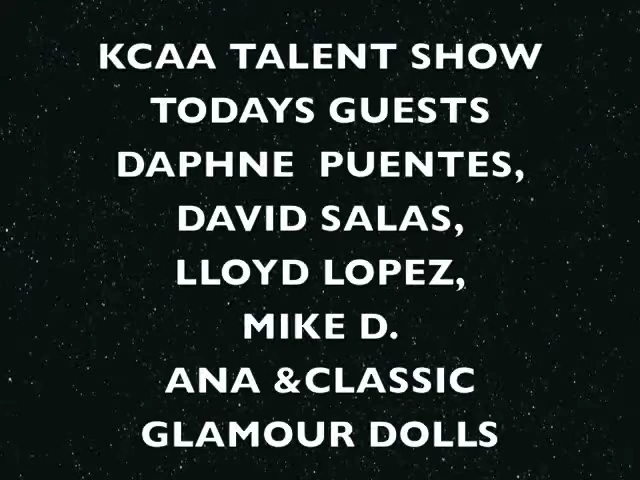 KCAA TALENT SHOW
TODAYS GUESTS
DAPHNE PUENTES,
DAVID SALAS,
LLOYD LOPEZ,
MIKE D.
ANA &CLASSIC
GLAMOUR DOLLS